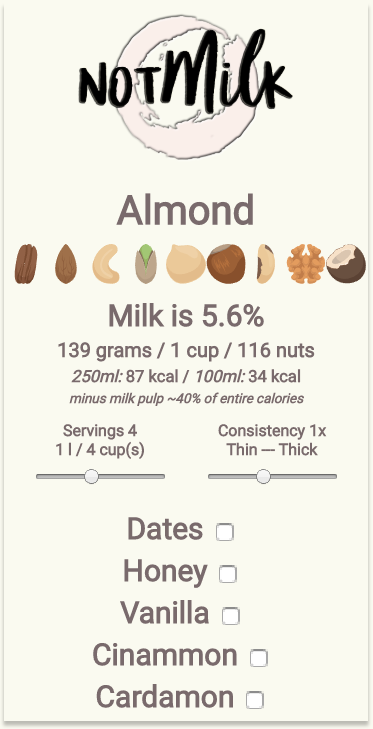 NOTMilk
Almond
Milk is 5.6%
139 grams / 1 cup / 116 nuts
250ml: 87 kcal / 100ml: 34 kcal
minus milk pulp ~40% of entire calories
Servings 4
1 l / 4 cup(s)
Consistency 1x
Thin --- Thick
Dates
Honey
Vanilla
Cinammon
Cardamon